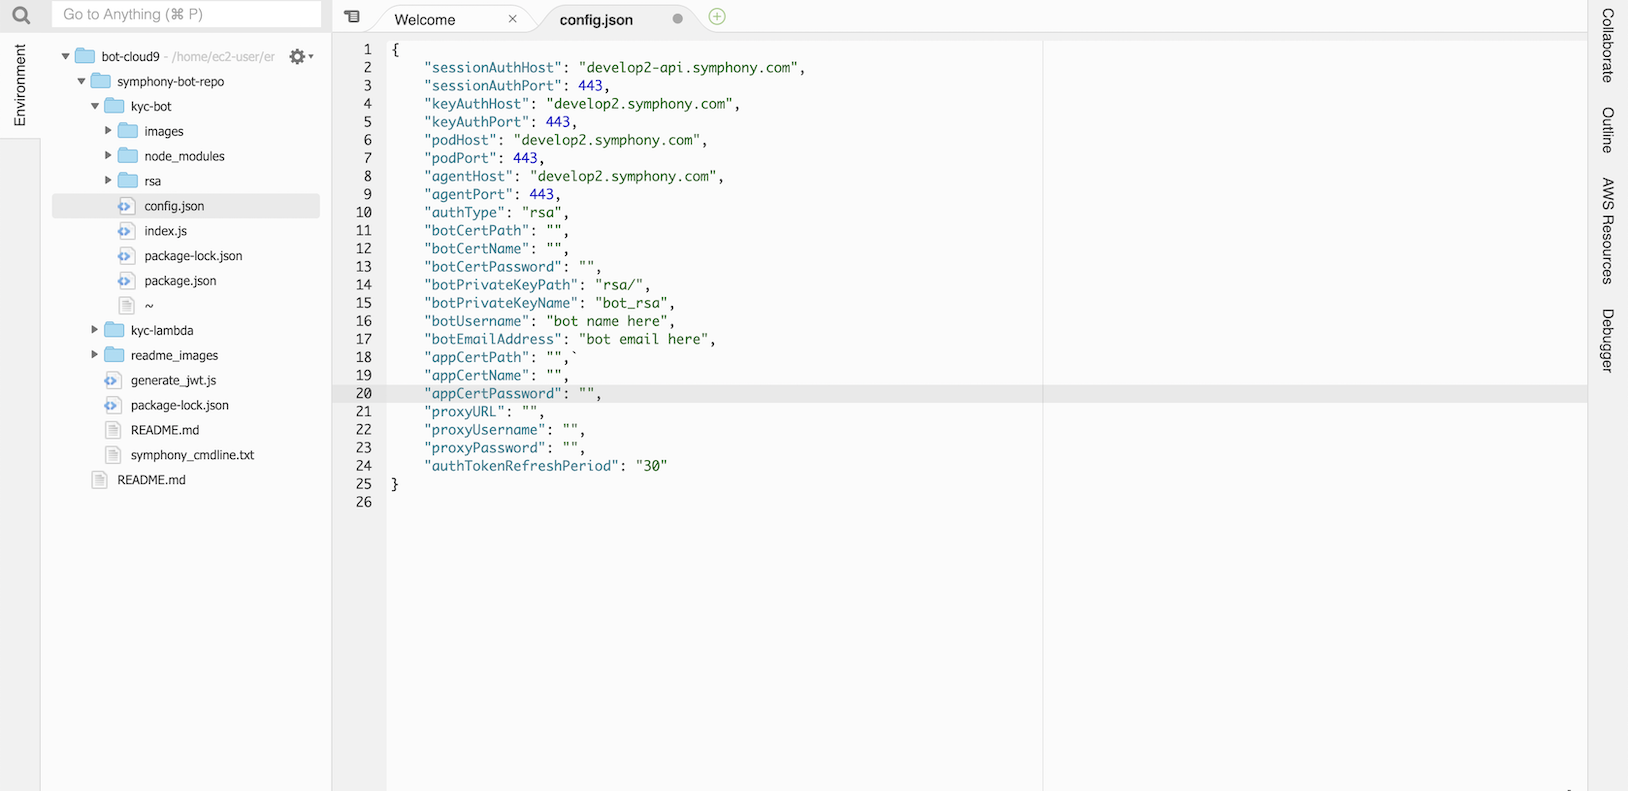 Go to Anything (⌘ P)
Environment
bot-cloud9 - /home/ec2-user/er
symphony-bot-repo
kyc-bot
images
node_modules
rsa
config.json
index.js
package-lock.json
package.json
~
kyc-lambda
readme_images
generate_jwt.js
package-lock.json
README.md
symphony_cmdline.txt
README.md
Welcome
config.json
1 {
2 "sessionAuthHost": "develop2-api.symphony.com",
3 "sessionAuthPort": 443,
4 "keyAuthHost": "develop2.symphony.com",
5 "keyAuthPort": 443,
6 "podHost": "develop2.symphony.com",
7 "podPort": 443,
8 "agentHost": "develop2.symphony.com",
9 "agentPort": 443,
10 "authType": "rsa",
11 "botCertPath": "",
12 "botCertName": "",
13 "botCertPassword": "",
14 "botPrivateKeyPath": "rsa/",
15 "botPrivateKeyName": "bot_rsa",
16 "botUsername": "bot name here",
17 "botEmailAddress": "bot email here",
18 "appCertPath": "",`
19 "appCertName": "",
20 "appCertPassword": "",
21 "proxyURL": "",
22 "proxyUsername": "",
23 "proxyPassword": "",
24 "authTokenRefreshPeriod": "30"
25 }
26
Collaborate
Outline
AWS Resources
Debugger